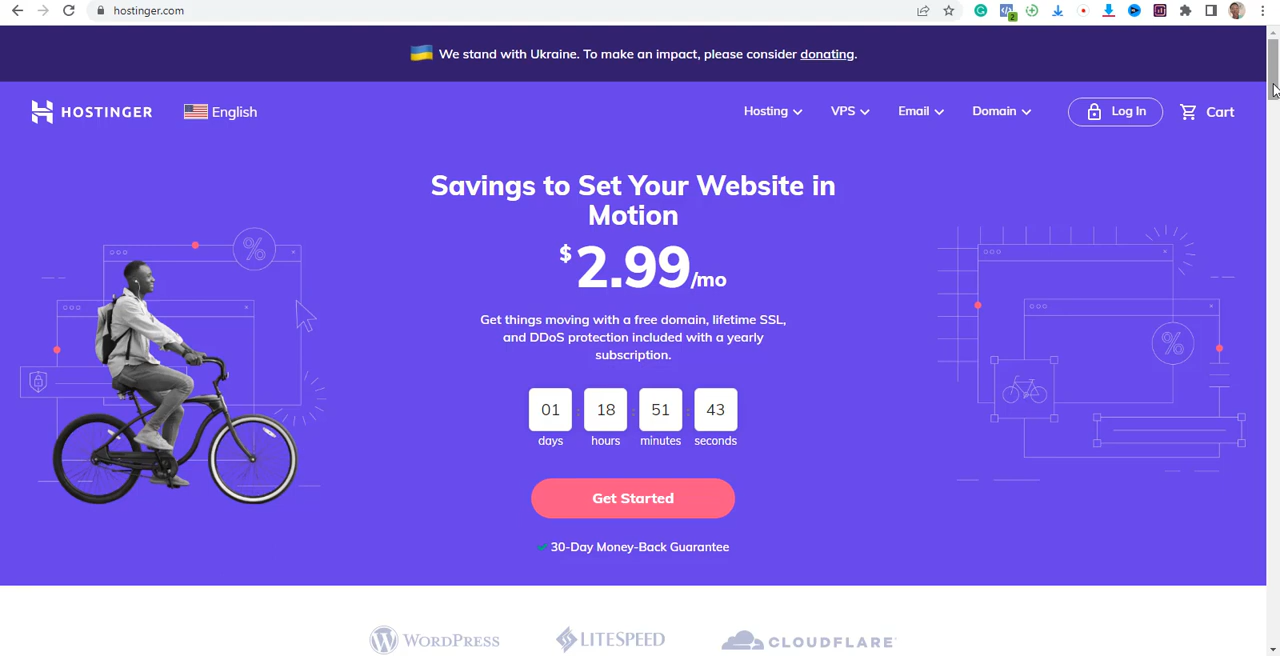 hostinger.com
2
We stand with Ukraine. To make an impact, please consider donating.
HOSTINGER English Hosting VPS Email Domain Log In Cart
Savings to Set Your Website in
Motion
$2.99/mo
Get things moving with a free domain, lifetime SSL,
and DDoS protection included with a yearly
subscription.
01 : 18 : 51 : 43
days hours minutes seconds
Get Started
30-Day Money-Back Guarantee
WORDPRESS LITESPEED CLOUDFLARE
%
%